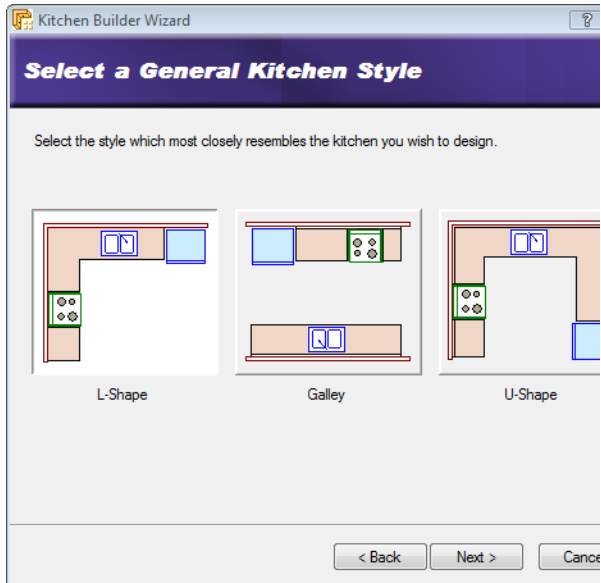 Kitchen Builder Wizard
?
Select a General Kitchen Style
Select the style which most closely resembles the kitchen you wish to design.
L-Shape
Galley
U-Shape
< Back
Next >
Cance